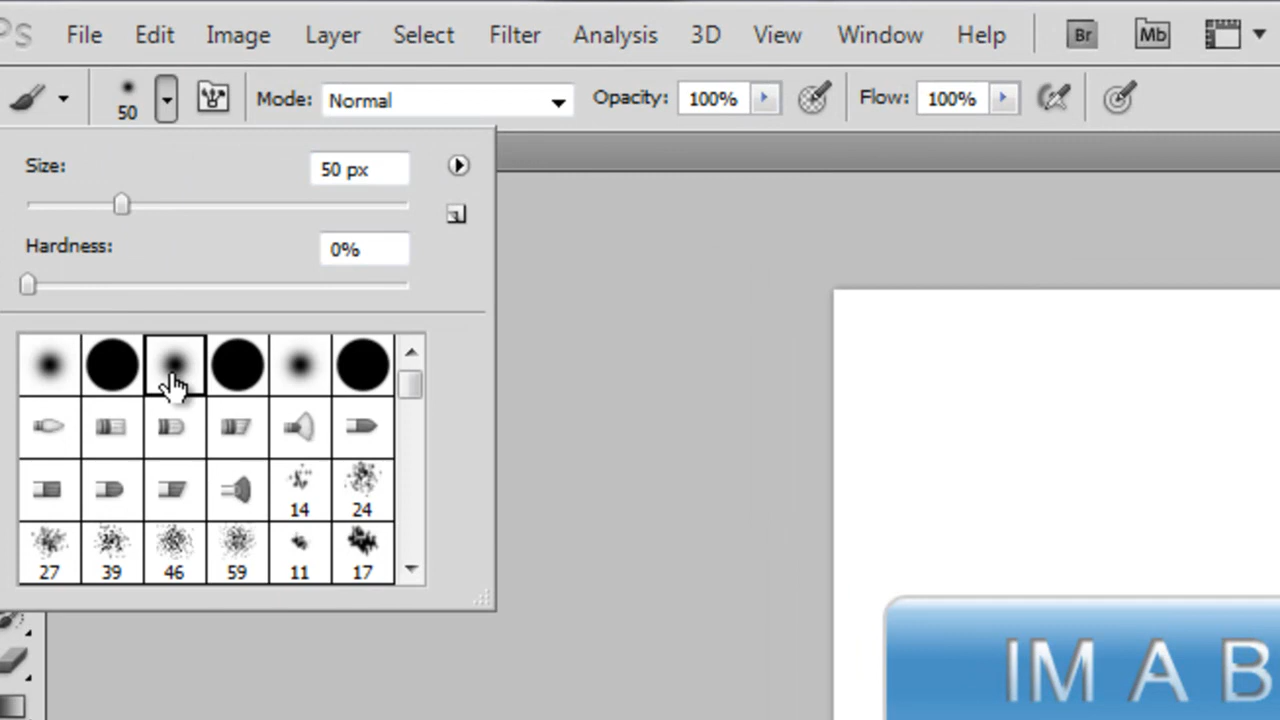 PS File Edit Image Layer Select Filter Analysis 3D View Window Help Br Mb
50 Mode: Normal Opacity: 100% Flow: 100%
Size: 50 px
Hardness: 0%
14 24
27 39 46 59 11 17
IM A B